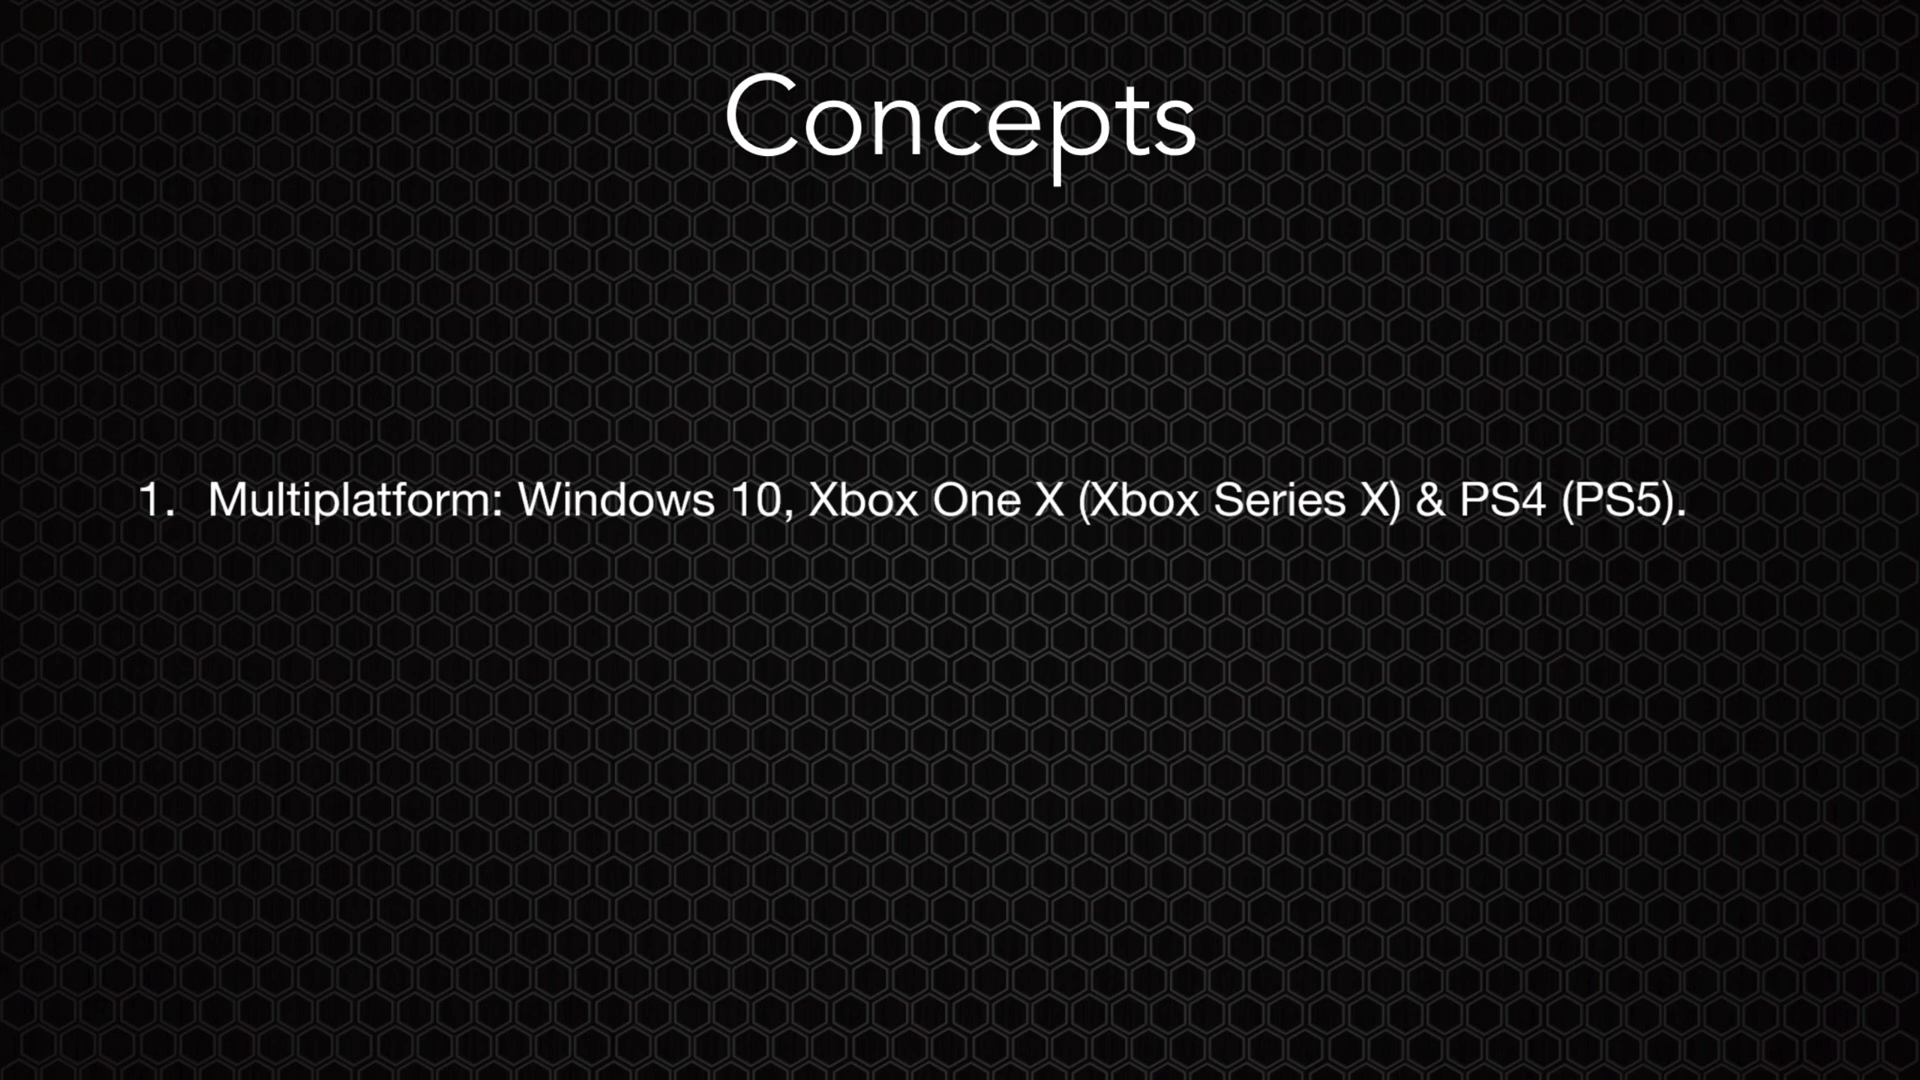 Concepts
1. Multiplatform: Windows 10, Xbox One X (Xbox Series X) & PS4 (PS5).